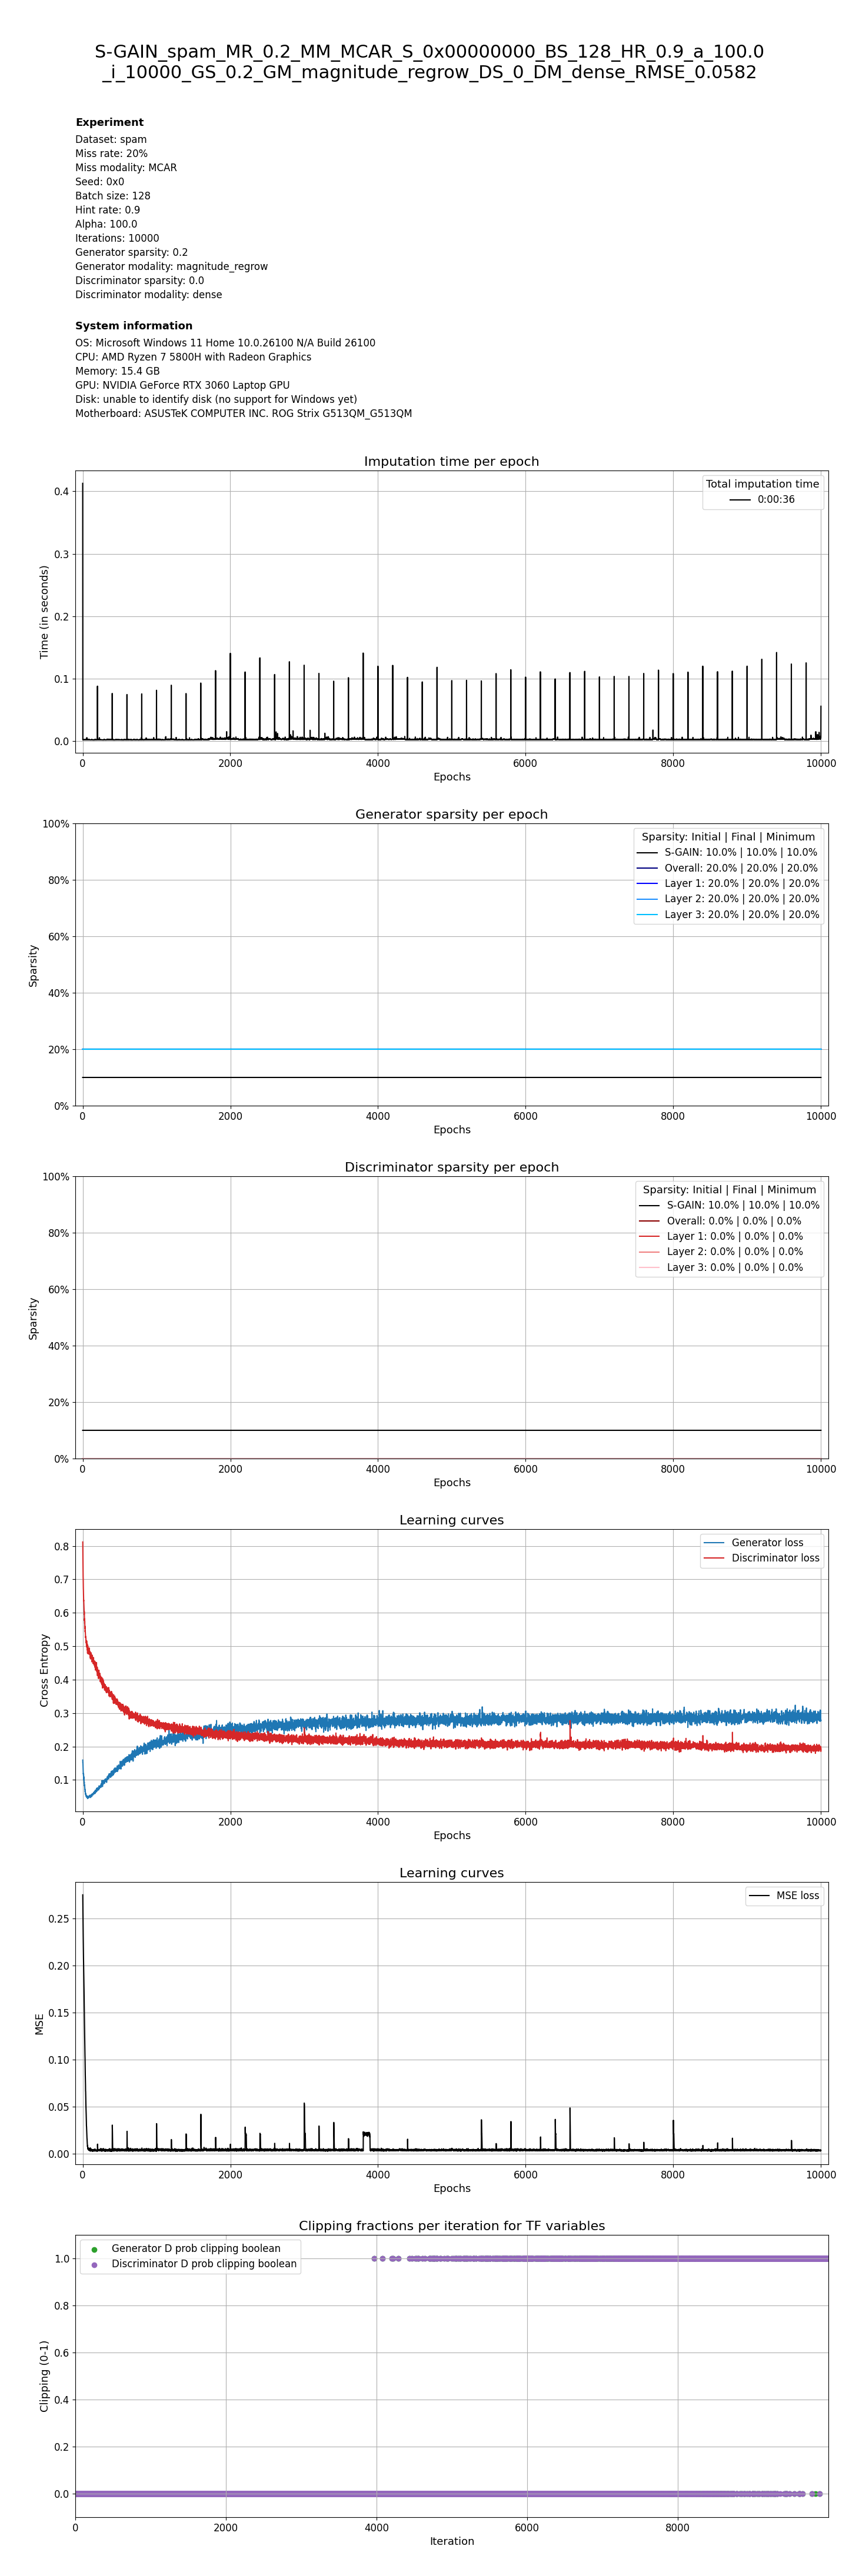 S-GAIN_spam_MR_0.2_MM_MCAR_S_0x00000000_BS_128_HR_0.9_a_100.0
_i_10000_GS_0.2_GM_magnitude_regrow_DS_0_DM_dense_RMSE_0.0582
Experiment
Dataset: spam
Miss rate: 20%
Miss modality: MCAR
Seed: 0x0
Batch size: 128
Hint rate: 0.9
Alpha: 100.0
Iterations: 10000
Generator sparsity: 0.2
Generator modality: magnitude_regrow
Discriminator sparsity: 0.0
Discriminator modality: dense
System information
OS: Microsoft Windows 11 Home 10.0.26100 N/A Build 26100
CPU: AMD Ryzen 7 5800H with Radeon Graphics
Memory: 15.4 GB
GPU: NVIDIA GeForce RTX 3060 Laptop GPU
Disk: unable to identify disk (no support for Windows yet)
Motherboard: ASUSTeK COMPUTER INC. ROG Strix G513QM_G513QM
Imputation time per epoch
Total imputation time
0:00:36
Time (in seconds)
0.4
0.3
0.2
0.1
0.0
0 2000 4000 6000 8000 10000
Epochs
Generator sparsity per epoch
Sparsity: Initial | Final | Minimum
S-GAIN: 10.0% | 10.0% | 10.0%
Overall: 20.0% | 20.0% | 20.0%
Layer 1: 20.0% | 20.0% | 20.0%
Layer 2: 20.0% | 20.0% | 20.0%
Layer 3: 20.0% | 20.0% | 20.0%
Sparsity
100%
80%
60%
40%
20%
0%
0 2000 4000 6000 8000 10000
Epochs
Discriminator sparsity per epoch
Sparsity: Initial | Final | Minimum
S-GAIN: 10.0% | 10.0% | 10.0%
Overall: 0.0% | 0.0% | 0.0%
Layer 1: 0.0% | 0.0% | 0.0%
Layer 2: 0.0% | 0.0% | 0.0%
Layer 3: 0.0% | 0.0% | 0.0%
Sparsity
100%
80%
60%
40%
20%
0%
0 2000 4000 6000 8000 10000
Epochs
Learning curves
Generator loss
Discriminator loss
Cross Entropy
0.8
0.7
0.6
0.5
0.4
0.3
0.2
0.1
0 2000 4000 6000 8000 10000
Epochs
Learning curves
MSE loss
MSE
0.25
0.20
0.15
0.10
0.05
0.00
0 2000 4000 6000 8000 10000
Epochs
Clipping fractions per iteration for TF variables
Generator D prob clipping boolean
Discriminator D prob clipping boolean
Clipping (0-1)
1.0
0.8
0.6
0.4
0.2
0.0
0 2000 4000 6000 8000
Iteration